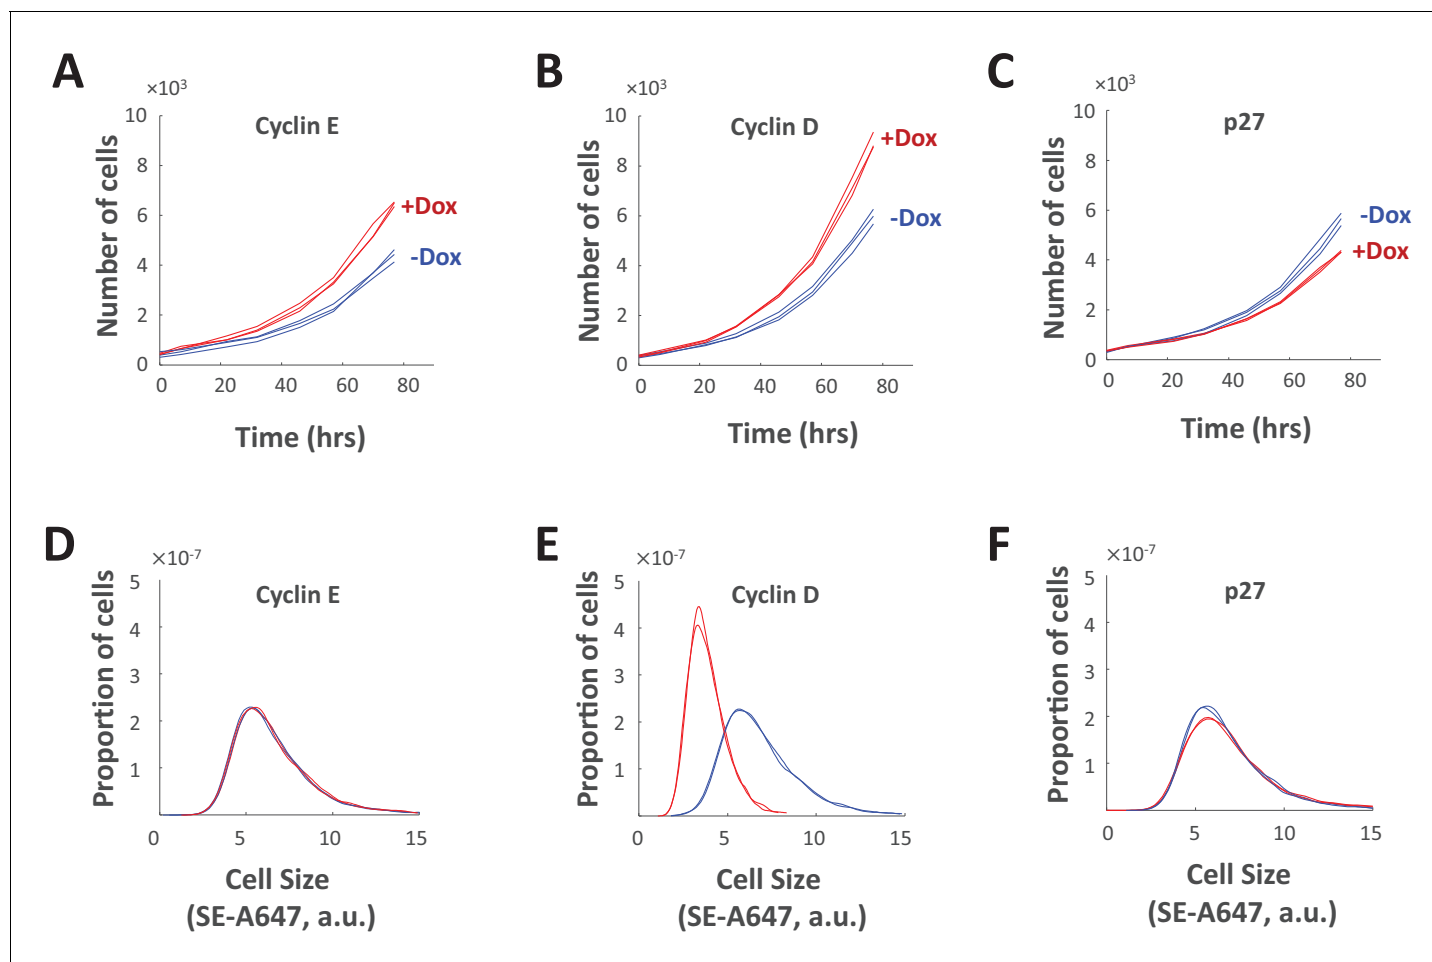 A
×10³
Cyclin E
Number of cells
10
8
6
4
2
0
+Dox
-Dox
0 20 40 60 80
Time (hrs)
B
×10³
Cyclin D
Number of cells
10
8
6
4
2
0
+Dox
-Dox
0 20 40 60 80
Time (hrs)
C
×10³
p27
Number of cells
10
8
6
4
2
0
-Dox
+Dox
0 20 40 60 80
Time (hrs)
D
×10⁻⁷
Cyclin E
Proportion of cells
5
4
3
2
1
0 5 10 15
Cell Size
(SE-A647, a.u.)
E
×10⁻⁷
Cyclin D
Proportion of cells
5
4
3
2
1
0 5 10 15
Cell Size
(SE-A647, a.u.)
F
×10⁻⁷
p27
Proportion of cells
5
4
3
2
1
0 5 10 15
Cell Size
(SE-A647, a.u.)